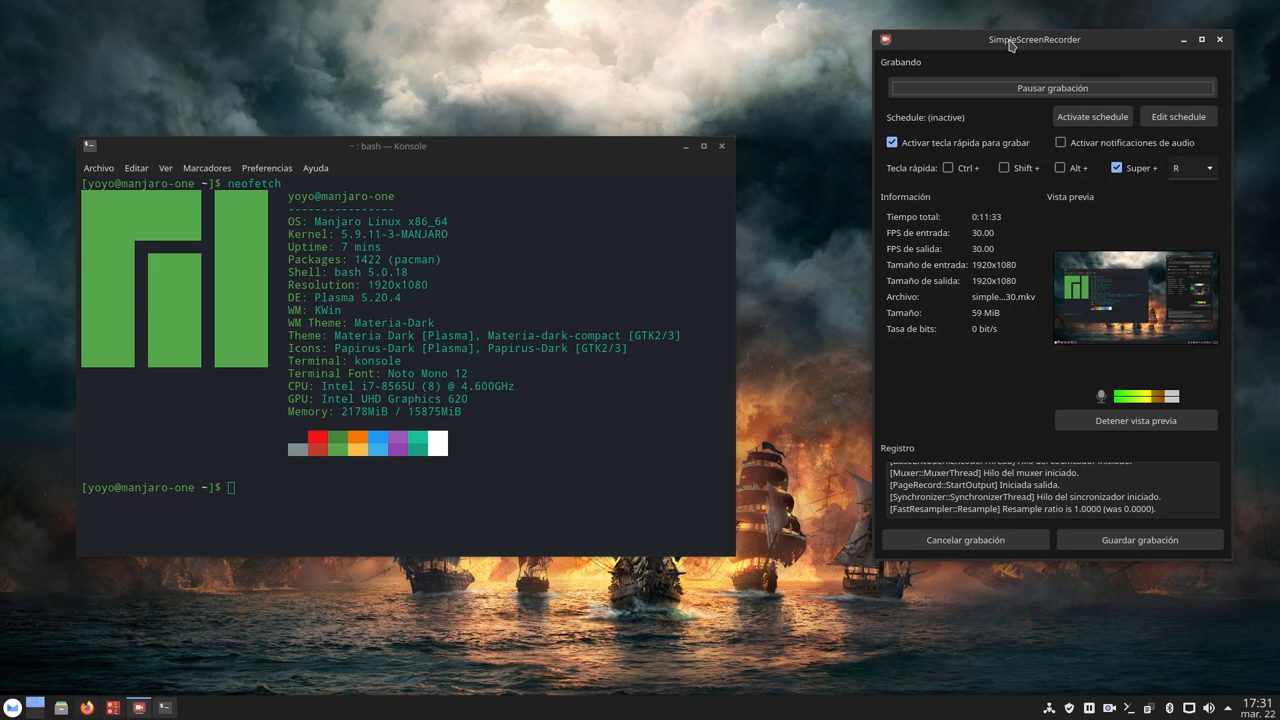 ~ : bash — Konsole
Archivo Editar Ver Marcadores Preferencias Ayuda
[yoyo@manjaro-one ~]$ neofetch
yoyo@manjaro-one
----------------
OS: Manjaro Linux x86_64
Kernel: 5.9.11-3-MANJARO
Uptime: 7 mins
Packages: 1422 (pacman)
Shell: bash 5.0.18
Resolution: 1920x1080
DE: Plasma 5.20.4
WM: KWin
WM Theme: Materia-Dark
Theme: Materia Dark [Plasma], Materia-dark-compact [GTK2/3]
Icons: Papirus-Dark [Plasma], Papirus-Dark [GTK2/3]
Terminal: konsole
Terminal Font: Noto Mono 12
CPU: Intel i7-8565U (8) @ 4.600GHz
GPU: Intel UHD Graphics 620
Memory: 2178MiB / 15875MiB
[yoyo@manjaro-one ~]$
SimpleScreenRecorder
Grabando
Pausar grabación
Schedule: (inactive) Activate schedule Edit schedule
Activar tecla rápida para grabar Activar notificaciones de audio
Tecla rápida: Ctrl + Shift + Alt + Super + R
Información Vista previa
Tiempo total: 0:11:33
FPS de entrada: 30.00
FPS de salida: 30.00
Tamaño de entrada: 1920x1080
Tamaño de salida: 1920x1080
Archivo: simple...30.mkv
Tamaño: 59 MiB
Tasa de bits: 0 bit/s
Detener vista previa
Registro
[Muxer::MuxerThread] Hilo del muxer iniciado.
[PageRecord::StartOutput] Iniciada salida.
[Synchronizer::SynchronizerThread] Hilo del sincronizador iniciado.
[FastResampler::Resample] Resample ratio is 1.0000 (was 0.0000).
Cancelar grabación Guardar grabación
17:31
mar. 22